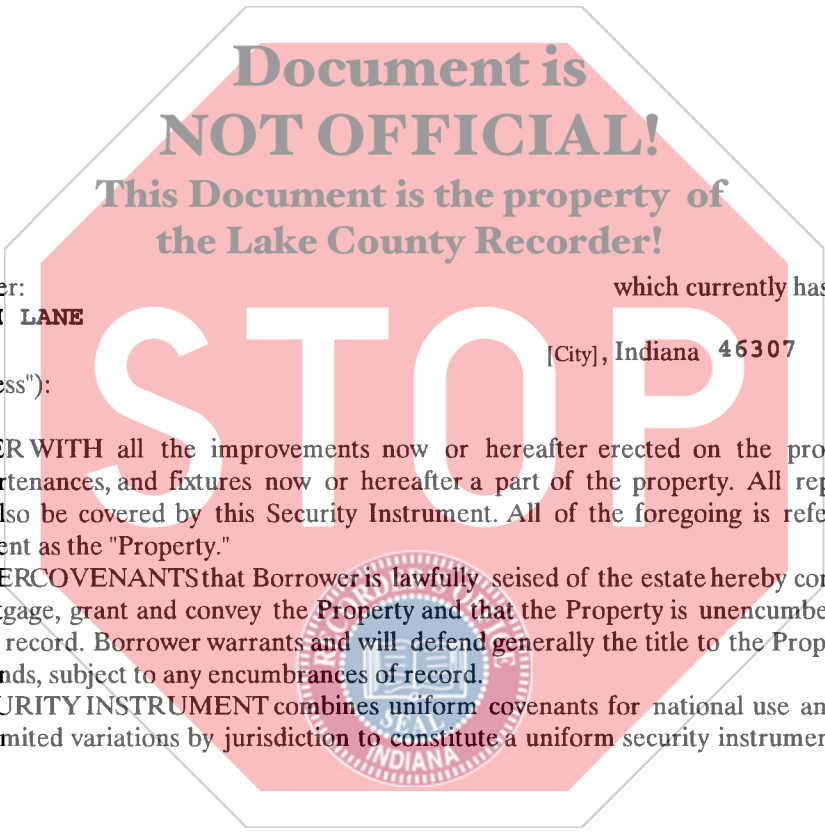 Document is
NOT OFFICIAL!
This Document is the property of
the Lake County Recorder!
er: which currently has
LANE
[City], Indiana 46307
ess"):
STOP
ER WITH all the improvements now or hereafter erected on the pro
rtenances, and fixtures now or hereafter a part of the property. All rep
lso be covered by this Security Instrument. All of the foregoing is refe
ent as the "Property."
ERCOVENANTS that Borrower is lawfully seised of the estate hereby con
tgage, grant and convey the Property and that the Property is unencumbe
record. Borrower warrants and will defend generally the title to the Prop
nds, subject to any encumbrances of record.
URITY INSTRUMENT combines uniform covenants for national use an
mited variations by jurisdiction to constitute a uniform security instrumen
RECORDER'S OFFICE
SEAL
INDIANA